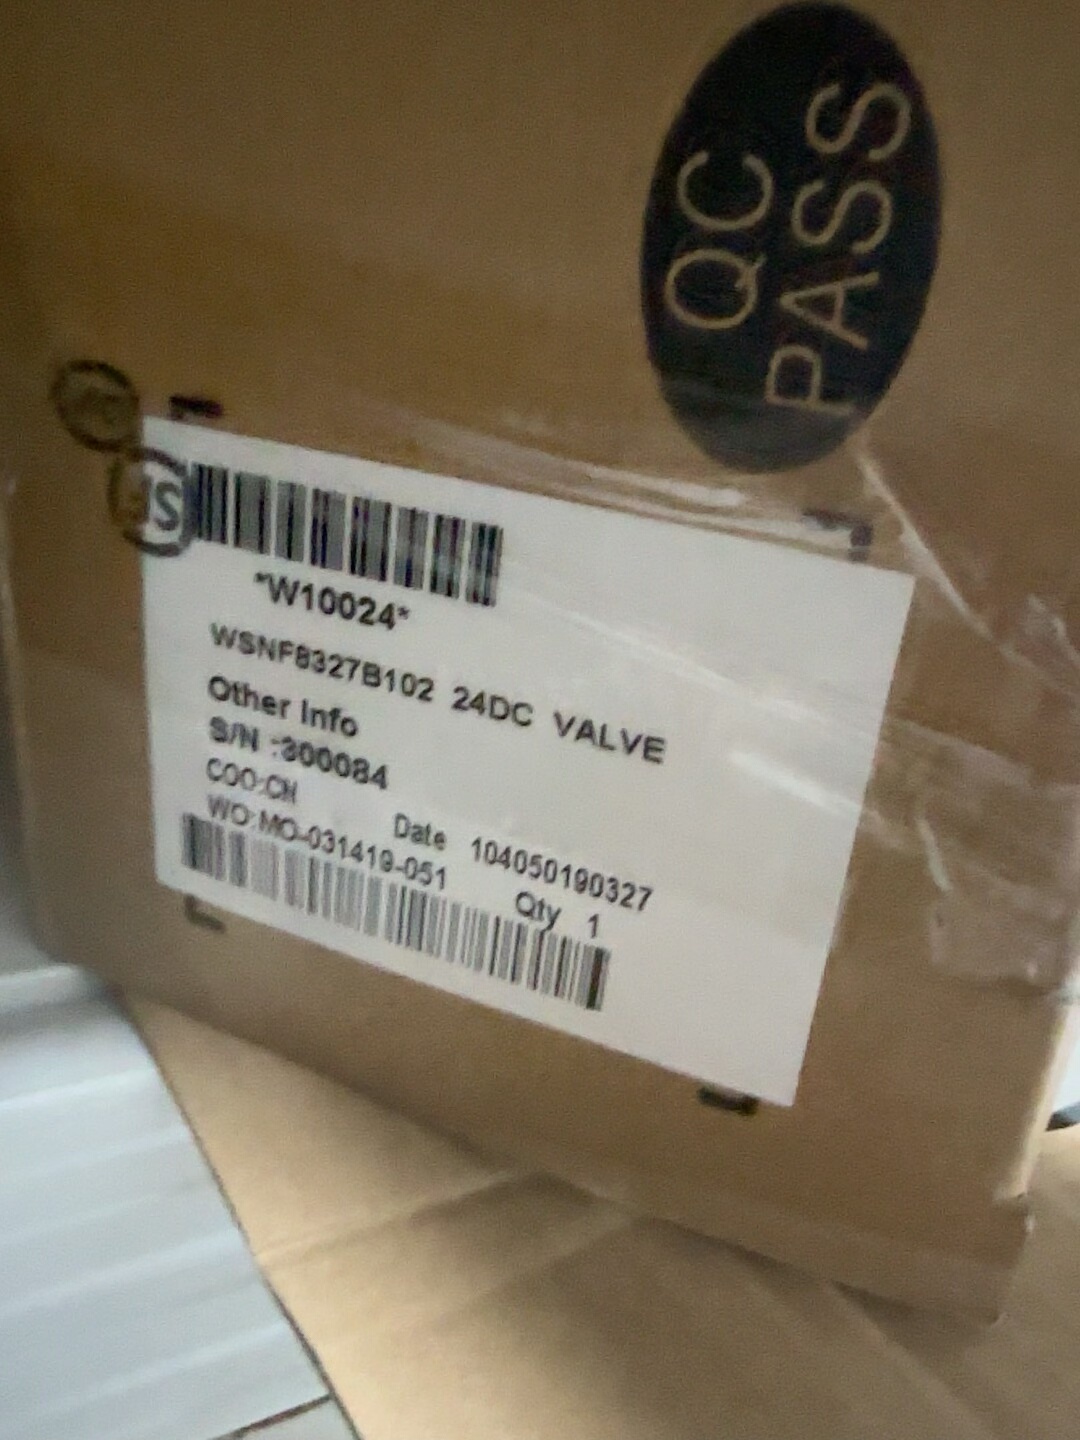 QC
PASS
*W10024*
WSNF8327B102 24DC VALVE
Other Info
S/N :300084
COO:CH
Date 104050190327
WO:MO-031419-051
Qty 1